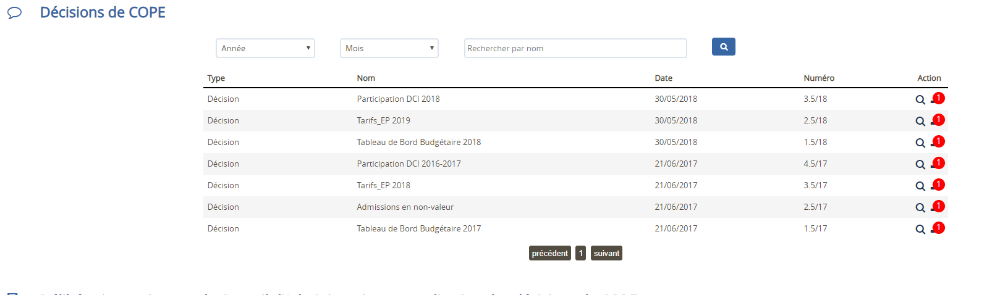 Décisions de COPE
Année Mois Rechercher par nom
Type Nom Date Numéro Action
Décision Participation DCI 2018 30/05/2018 3.5/18 1
Décision Tarifs_EP 2019 30/05/2018 2.5/18 1
Décision Tableau de Bord Budgétaire 2018 30/05/2018 1.5/18 1
Décision Participation DCI 2016-2017 21/06/2017 4.5/17 1
Décision Tarifs_EP 2018 21/06/2017 3.5/17 1
Décision Admissions en non-valeur 21/06/2017 2.5/17 1
Décision Tableau de Bord Budgétaire 2017 21/06/2017 1.5/17 1
précédent 1 suivant